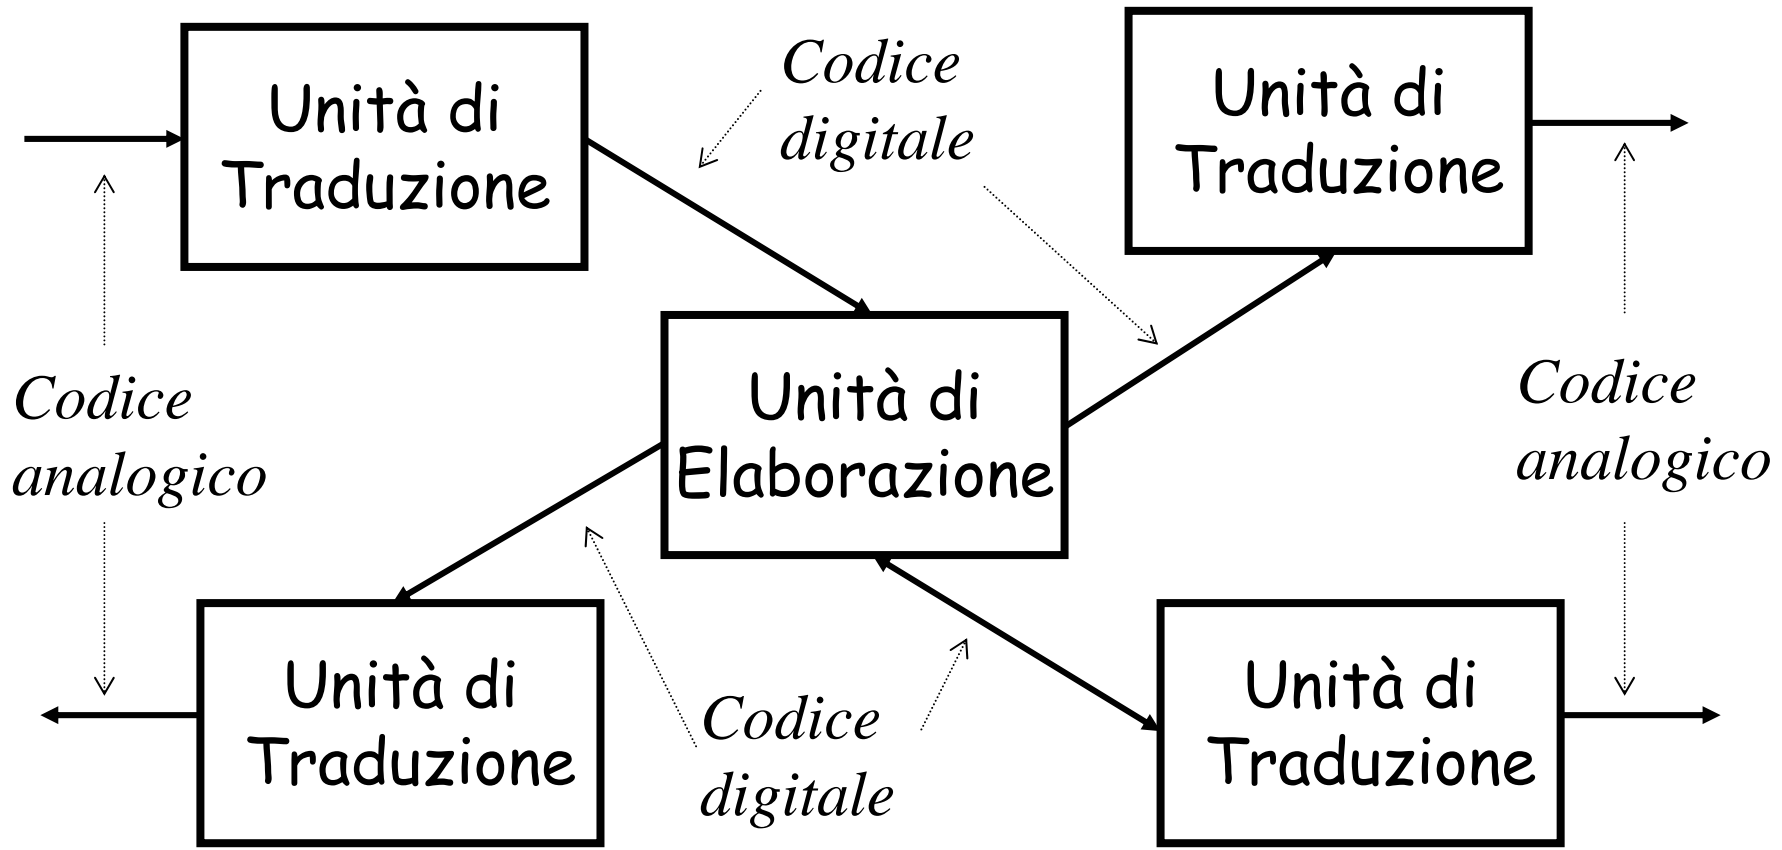 Unità di
Traduzione
Codice
digitale
Unità di
Traduzione
Codice
analogico
Unità di
Elaborazione
Codice
analogico
Unità di
Traduzione
Codice
digitale
Unità di
Traduzione